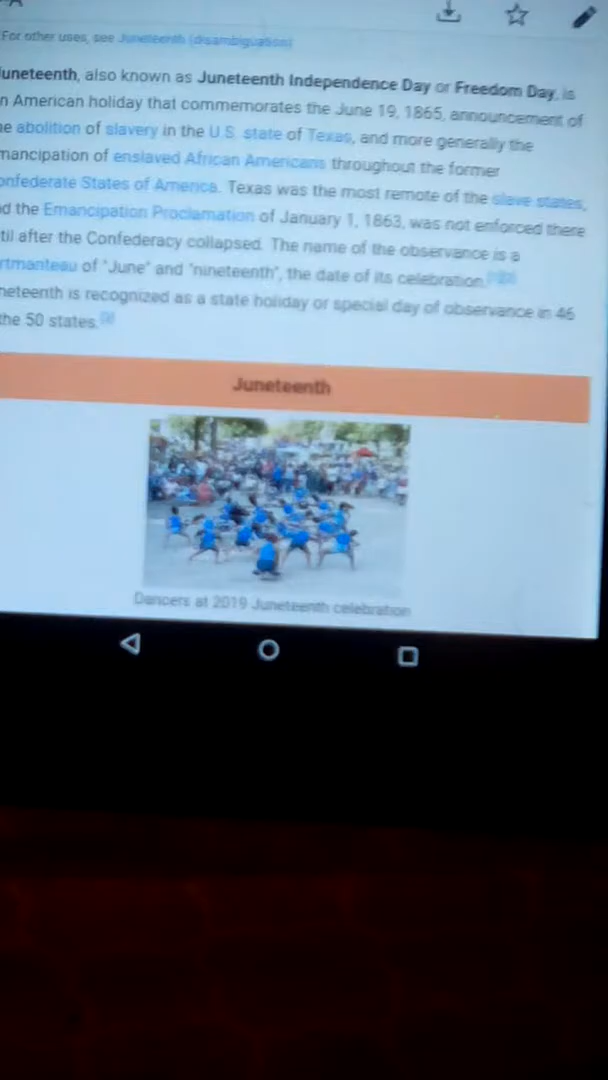 For other uses, see Juneteenth (disambiguation)
uneteenth, also known as Juneteenth Independence Day or Freedom Day, is
n American holiday that commemorates the June 19, 1865, announcement of
e abolition of slavery in the U.S. state of Texas, and more generally the
mancipation of enslaved African Americans throughout the former
onfederate States of America. Texas was the most remote of the slave states,
d the Emancipation Proclamation of January 1, 1863, was not enforced there
til after the Confederacy collapsed. The name of the observance is a
rtmanteau of "June" and "nineteenth", the date of its celebration.
neteenth is recognized as a state holiday or special day of observance in 46
the 50 states.
Juneteenth
Dancers at 2019 Juneteenth celebration